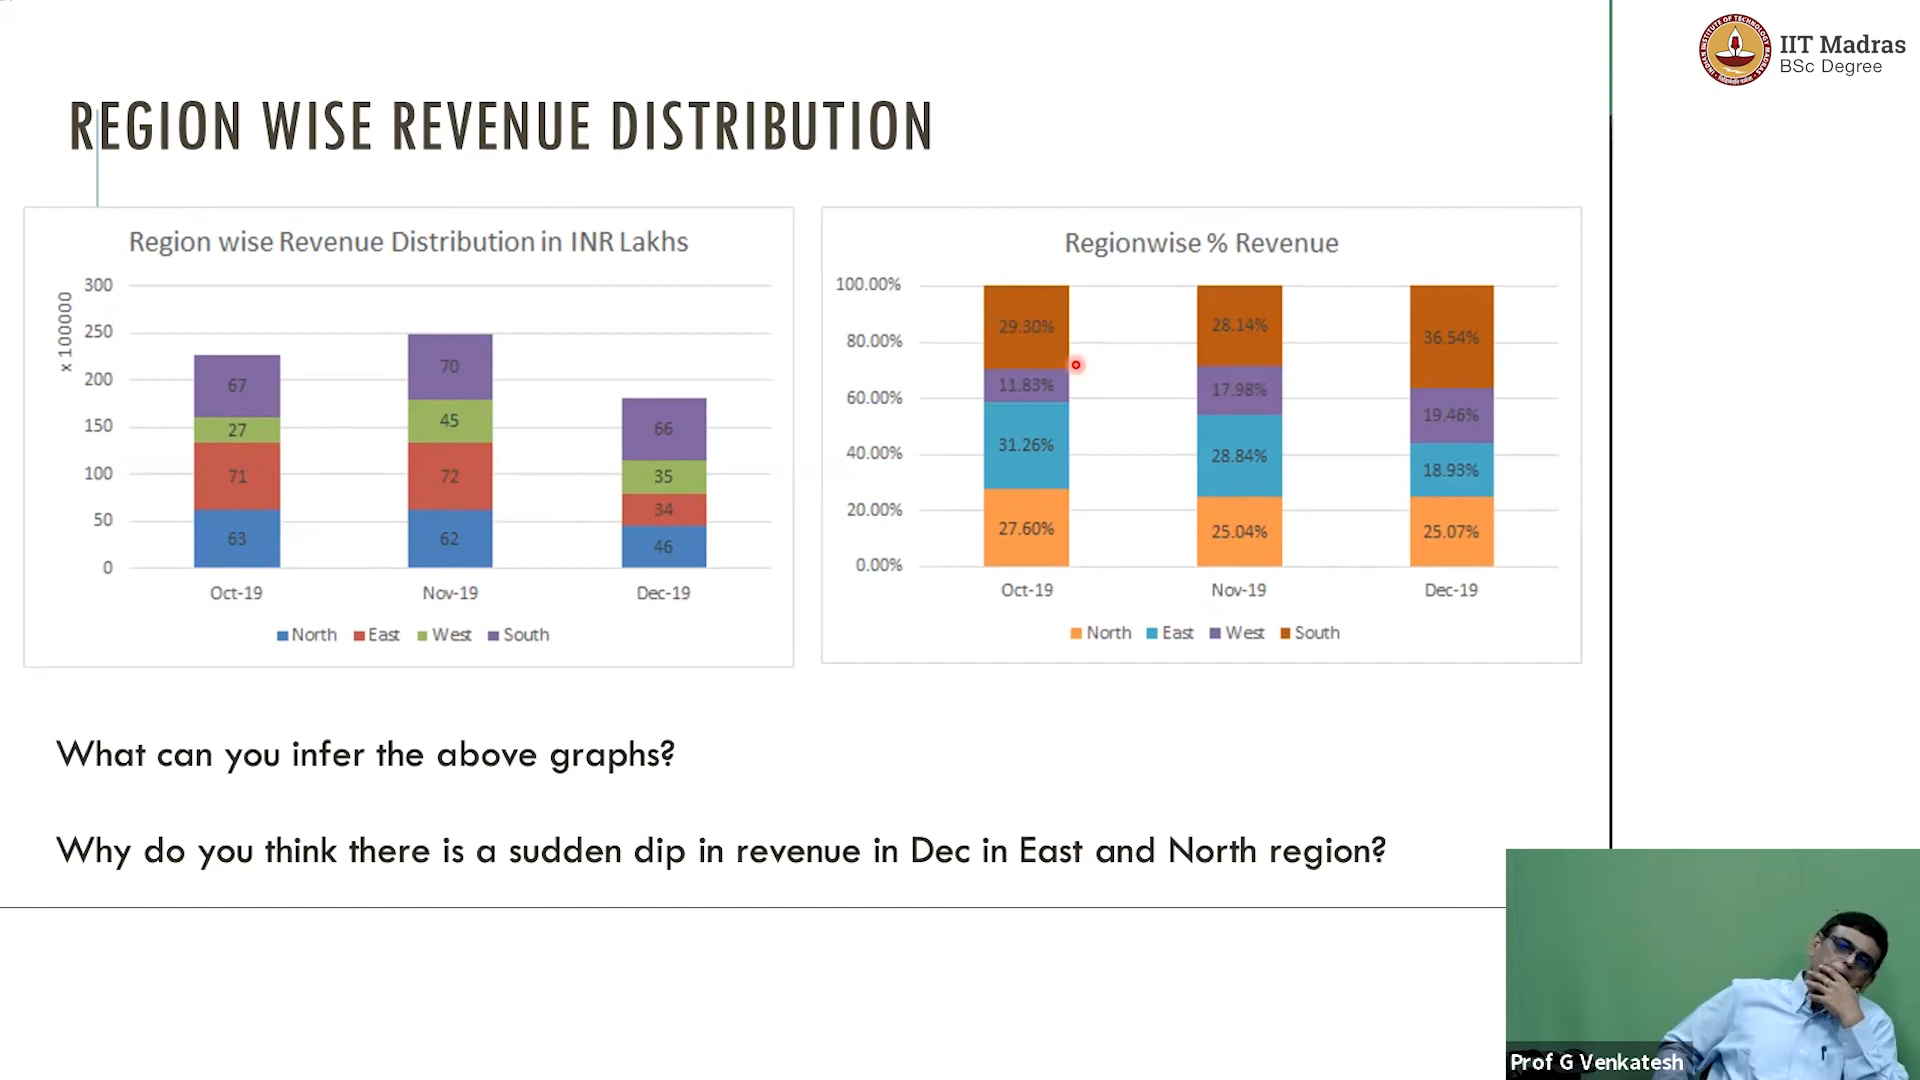 IIT Madras
BSc Degree
REGION WISE REVENUE DISTRIBUTION
Region wise Revenue Distribution in INR Lakhs
x 100000
300
250
200
150
100
50
0
67
27
71
63
70
45
72
62
66
35
34
46
Oct-19 Nov-19 Dec-19
North East West South
Regionwise % Revenue
100.00%
80.00%
60.00%
40.00%
20.00%
0.00%
29.30%
11.83%
31.26%
27.60%
28.14%
17.98%
28.84%
25.04%
36.54%
19.46%
18.93%
25.07%
Oct-19 Nov-19 Dec-19
North East West South
What can you infer the above graphs?
Why do you think there is a sudden dip in revenue in Dec in East and North region?
Prof G Venkatesh